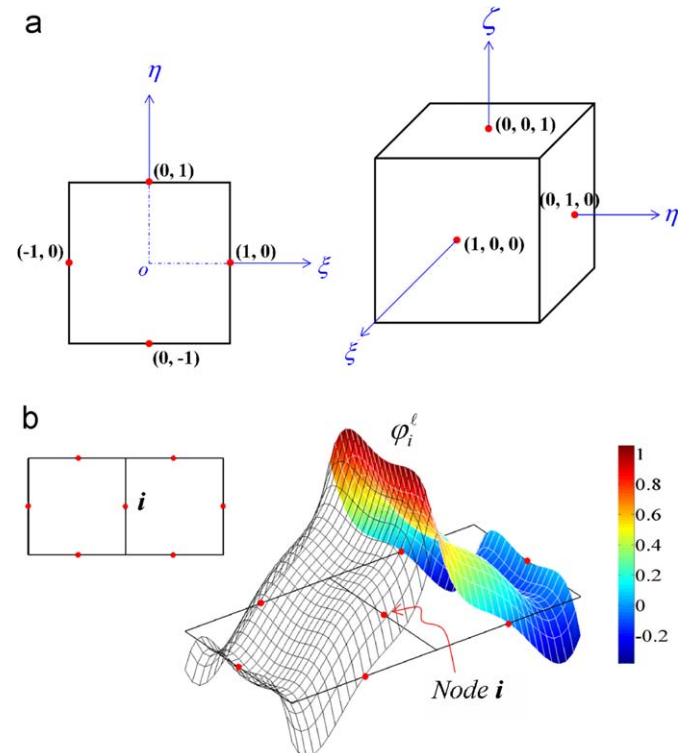 a
η
(0, 1)
(-1, 0)
o
(1, 0)
ξ
(0, -1)
ζ
(0, 0, 1)
(0, 1, 0)
η
(1, 0, 0)
ξ
b
i
φᵢ^ℓ
Node i
1
0.8
0.6
0.4
0.2
0
-0.2